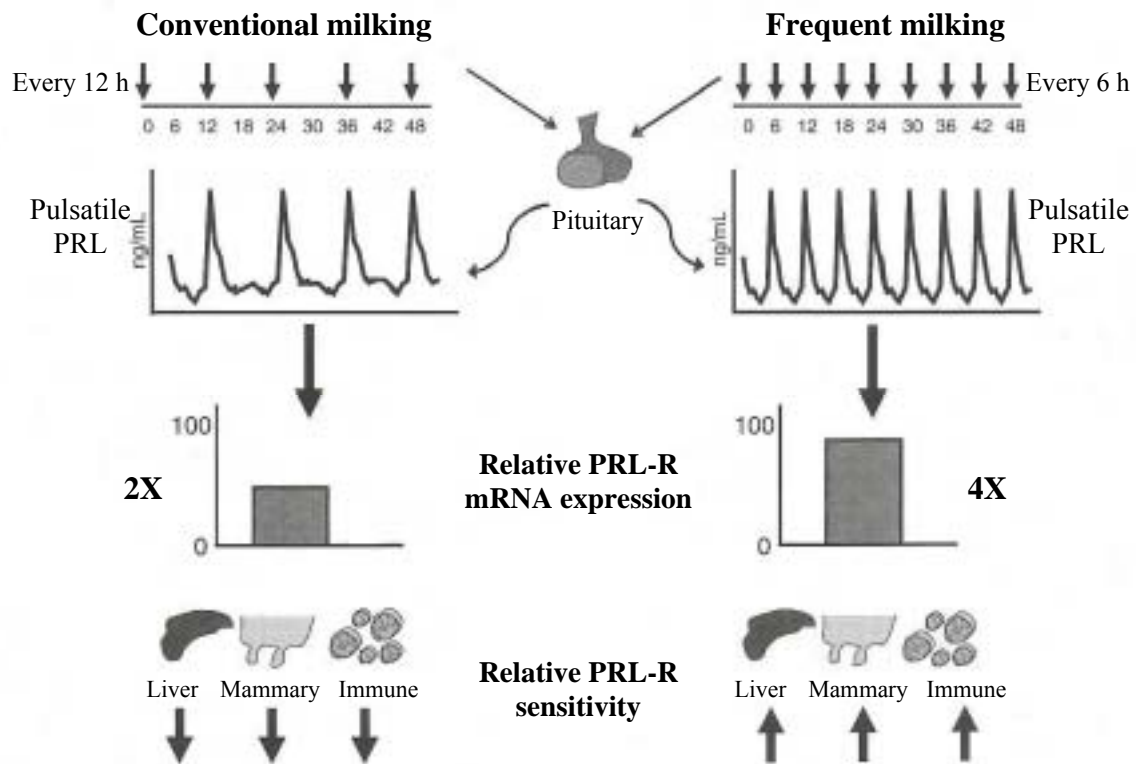 Conventional milking
Frequent milking
Every 12 h
Every 6 h
0 6 12 18 24 30 36 42 48
0 6 12 18 24 30 36 42 48
Pulsatile
PRL
ng/mL
Pituitary
ng/mL
Pulsatile
PRL
100
2X
0
Relative PRL-R
mRNA expression
100
4X
0
Liver Mammary Immune
Relative PRL-R
sensitivity
Liver Mammary Immune